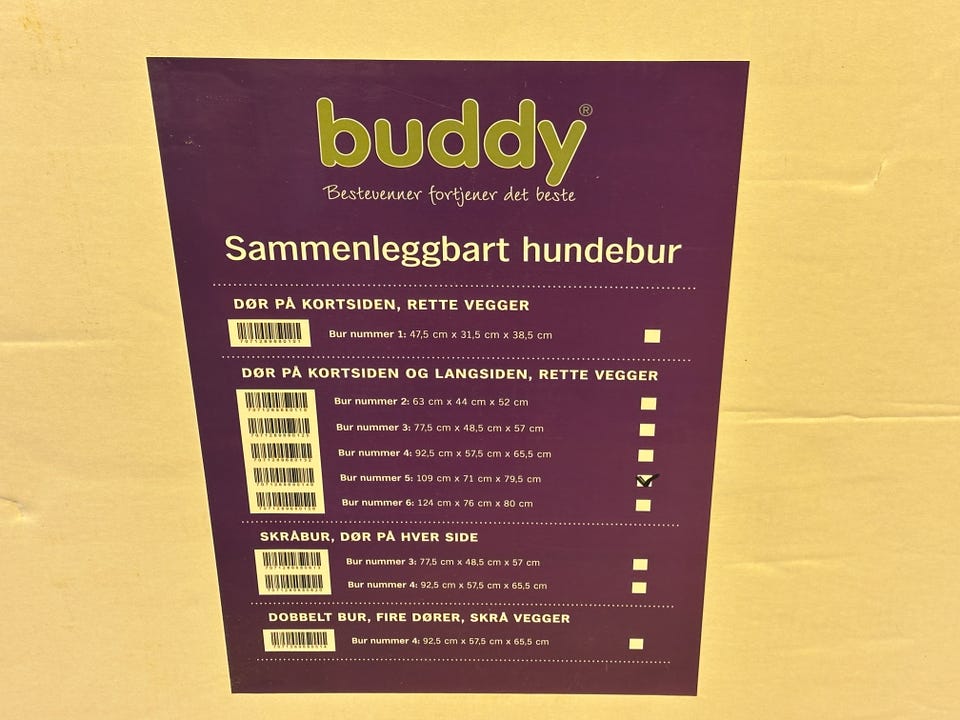 buddy®
Bestevenner fortjener det beste
Sammenleggbart hundebur
DØR PÅ KORTSIDEN, RETTE VEGGER
Bur nummer 1: 47,5 cm x 31,5 cm x 38,5 cm
DØR PÅ KORTSIDEN OG LANGSIDEN, RETTE VEGGER
Bur nummer 2: 63 cm x 44 cm x 52 cm
Bur nummer 3: 77,5 cm x 48,5 cm x 57 cm
Bur nummer 4: 92,5 cm x 57,5 cm x 65,5 cm
Bur nummer 5: 109 cm x 71 cm x 79,5 cm
Bur nummer 6: 124 cm x 76 cm x 80 cm
SKRÅBUR, DØR PÅ HVER SIDE
Bur nummer 3: 77,5 cm x 48,5 cm x 57 cm
Bur nummer 4: 92,5 cm x 57,5 cm x 65,5 cm
DOBBELT BUR, FIRE DØRER, SKRÅ VEGGER
Bur nummer 4: 92,5 cm x 57,5 cm x 65,5 cm